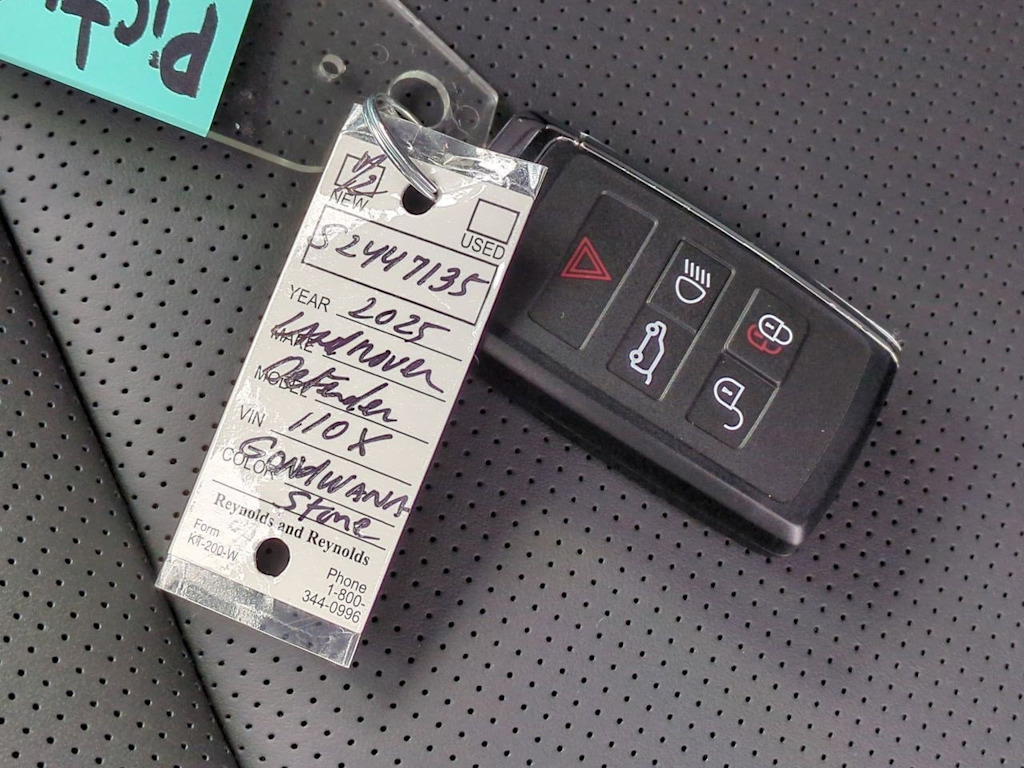 Pict
NEW
USED
S2447135
YEAR 2025
MAKE Landrover
MODEL Defender
VIN 110X
COLOR Gondwana
Stone
Reynolds and Reynolds
Form
KT-200-W
Phone
1-800-
344-0996